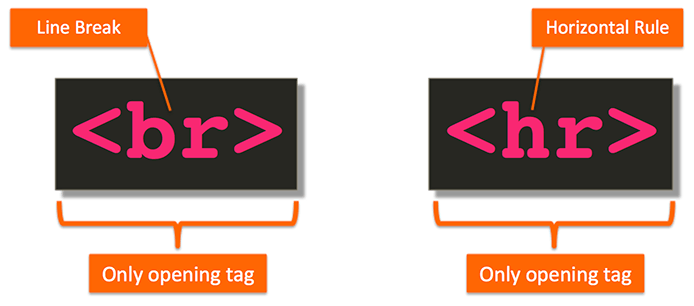 Line Break
Horizontal Rule
<br>
<hr>
Only opening tag
Only opening tag